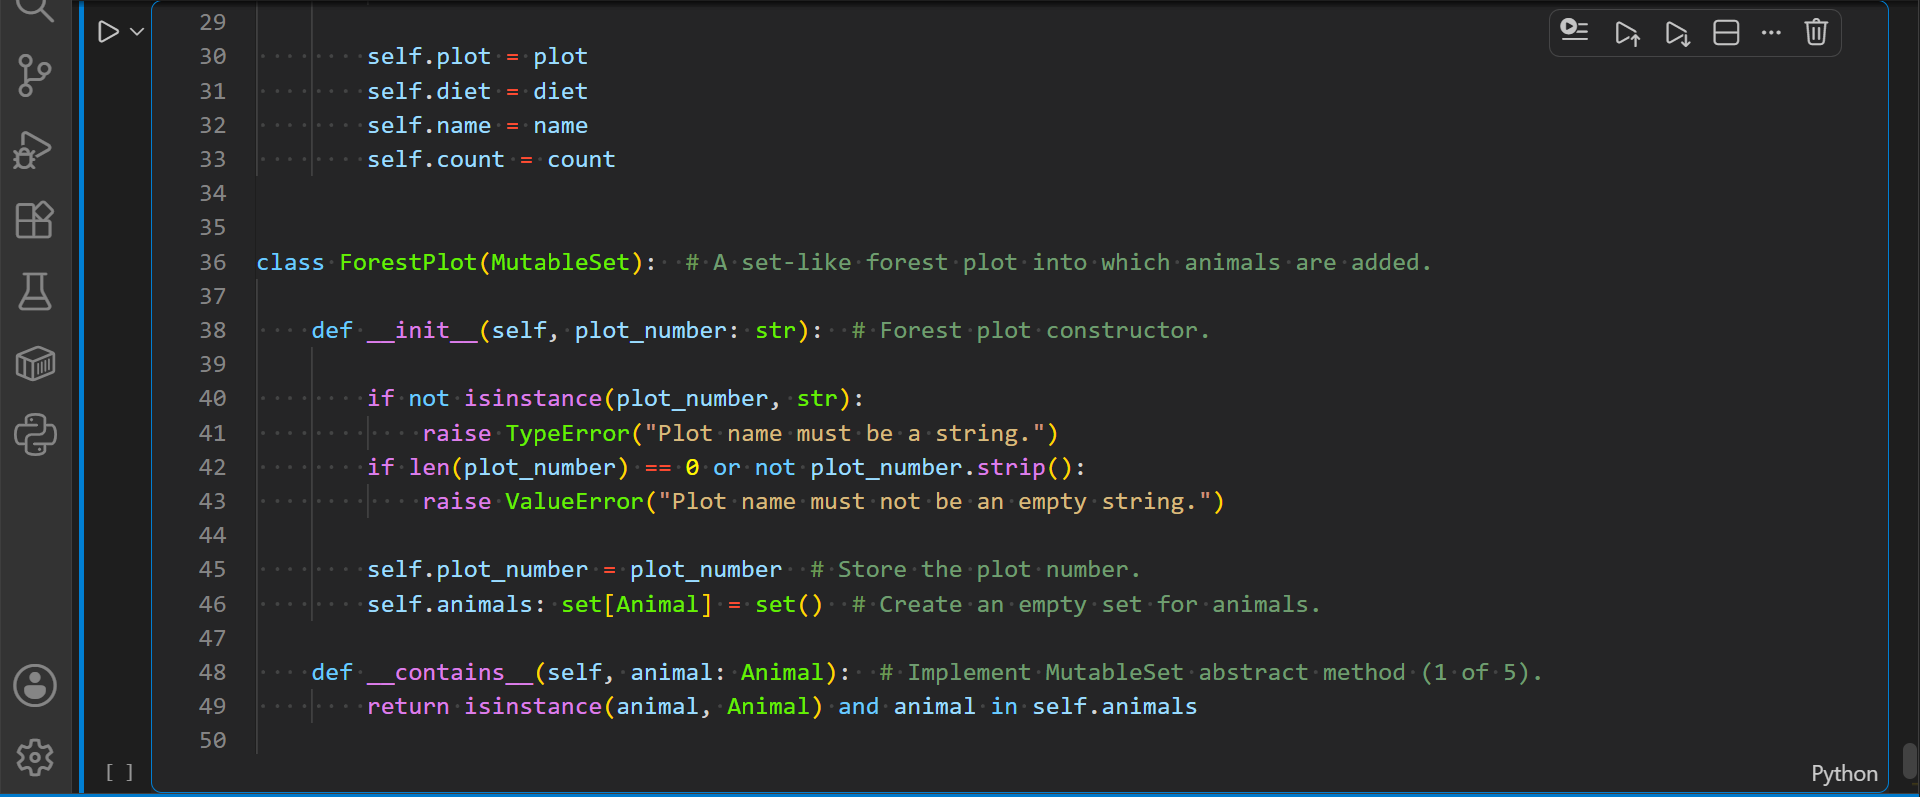 29
30 self.plot = plot
31 self.diet = diet
32 self.name = name
33 self.count = count
34
35
36 class ForestPlot(MutableSet):  # A set-like forest plot into which animals are added.
37
38     def __init__(self, plot_number: str):  # Forest plot constructor.
39
40         if not isinstance(plot_number, str):
41             raise TypeError("Plot name must be a string.")
42         if len(plot_number) == 0 or not plot_number.strip():
43             raise ValueError("Plot name must not be an empty string.")
44
45         self.plot_number = plot_number  # Store the plot number.
46         self.animals: set[Animal] = set()  # Create an empty set for animals.
47
48     def __contains__(self, animal: Animal):  # Implement MutableSet abstract method (1 of 5).
49         return isinstance(animal, Animal) and animal in self.animals
50
[ ]
Python